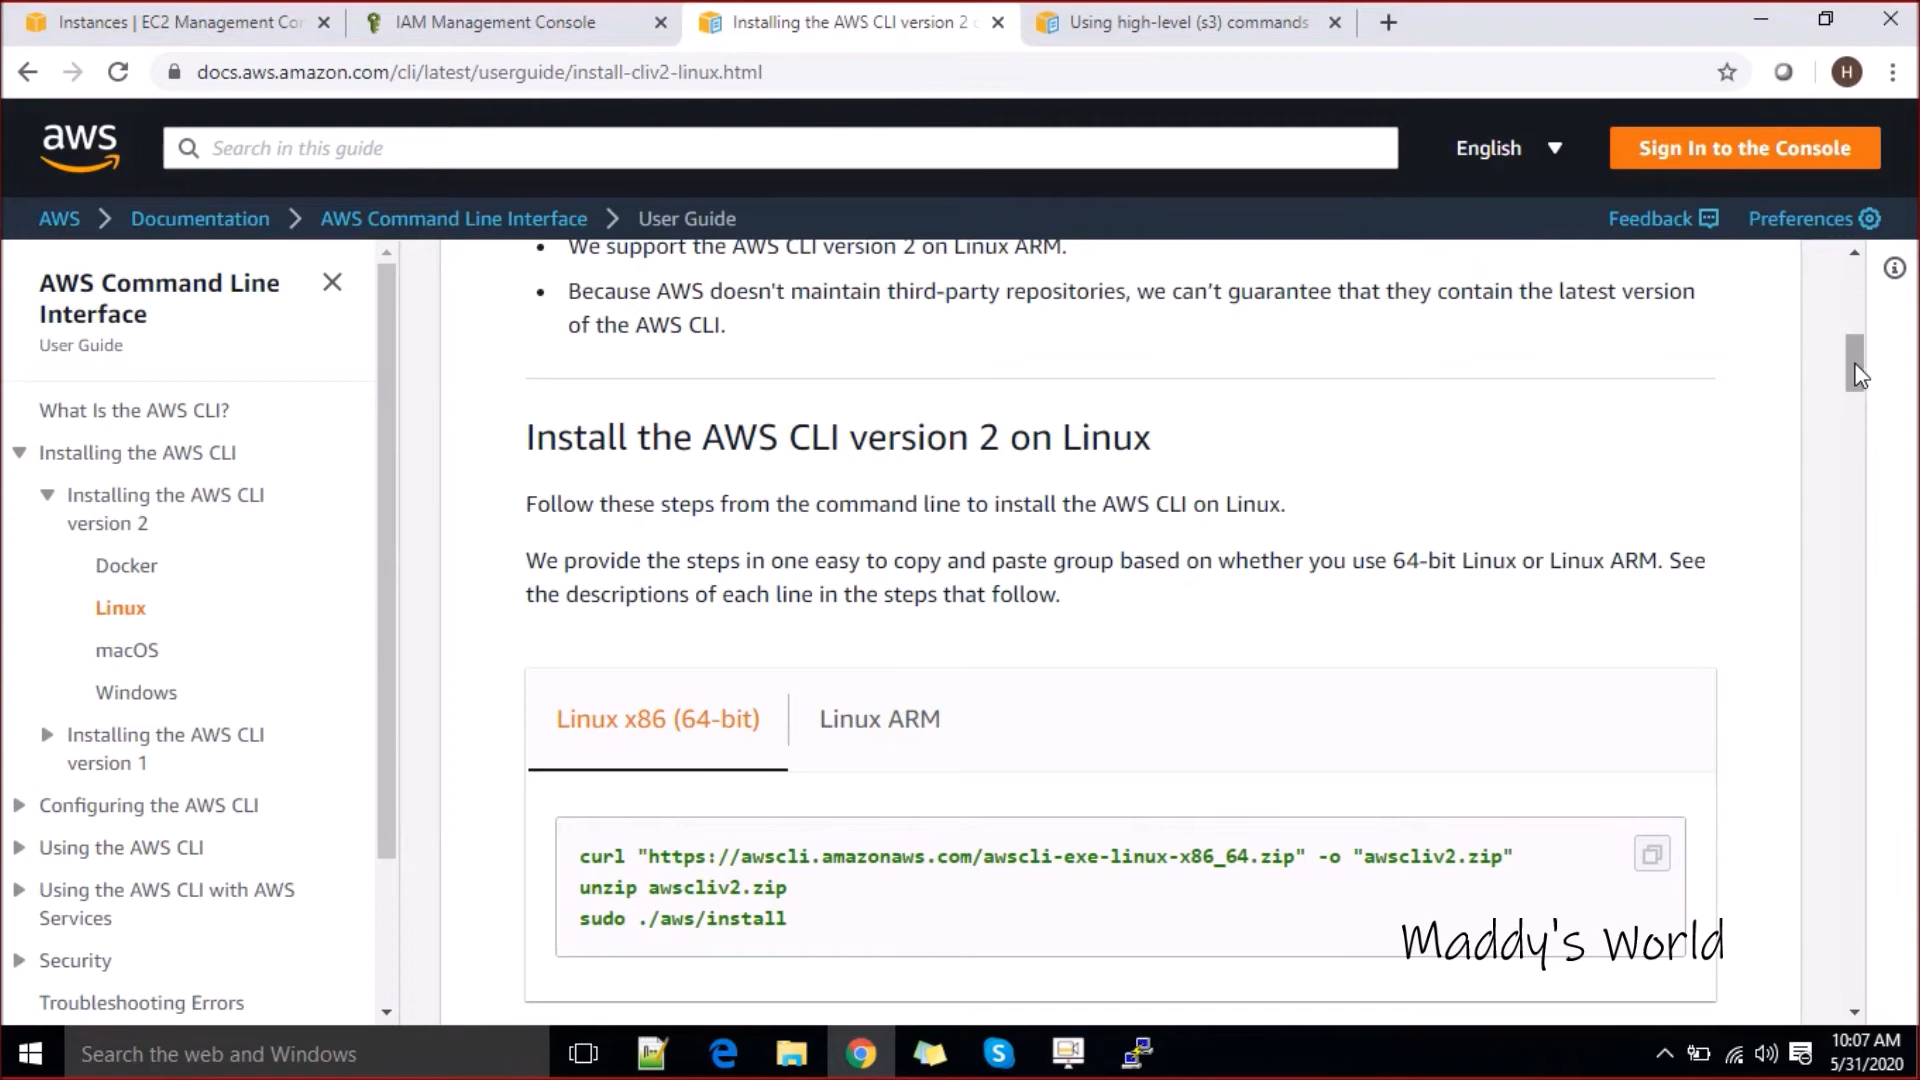 Instances | EC2 Management Con
IAM Management Console
Installing the AWS CLI version 2 o
Using high-level (s3) commands
docs.aws.amazon.com/cli/latest/userguide/install-cliv2-linux.html
H
aws
Search in this guide
English
Sign In to the Console
AWS
Documentation
AWS Command Line Interface
User Guide
Feedback
Preferences
AWS Command Line
Interface
User Guide
What Is the AWS CLI?
Installing the AWS CLI
Installing the AWS CLI
version 2
Docker
Linux
macOS
Windows
Installing the AWS CLI
version 1
Configuring the AWS CLI
Using the AWS CLI
Using the AWS CLI with AWS
Services
Security
Troubleshooting Errors
• We support the AWS CLI version 2 on Linux ARM.
• Because AWS doesn't maintain third-party repositories, we can’t guarantee that they contain the latest version
of the AWS CLI.
Install the AWS CLI version 2 on Linux
Follow these steps from the command line to install the AWS CLI on Linux.
We provide the steps in one easy to copy and paste group based on whether you use 64-bit Linux or Linux ARM. See
the descriptions of each line in the steps that follow.
Linux x86 (64-bit)
Linux ARM
curl "https://awscli.amazonaws.com/awscli-exe-linux-x86_64.zip" -o "awscliv2.zip"
unzip awscliv2.zip
sudo ./aws/install
Maddy's World
Search the web and Windows
10:07 AM
5/31/2020